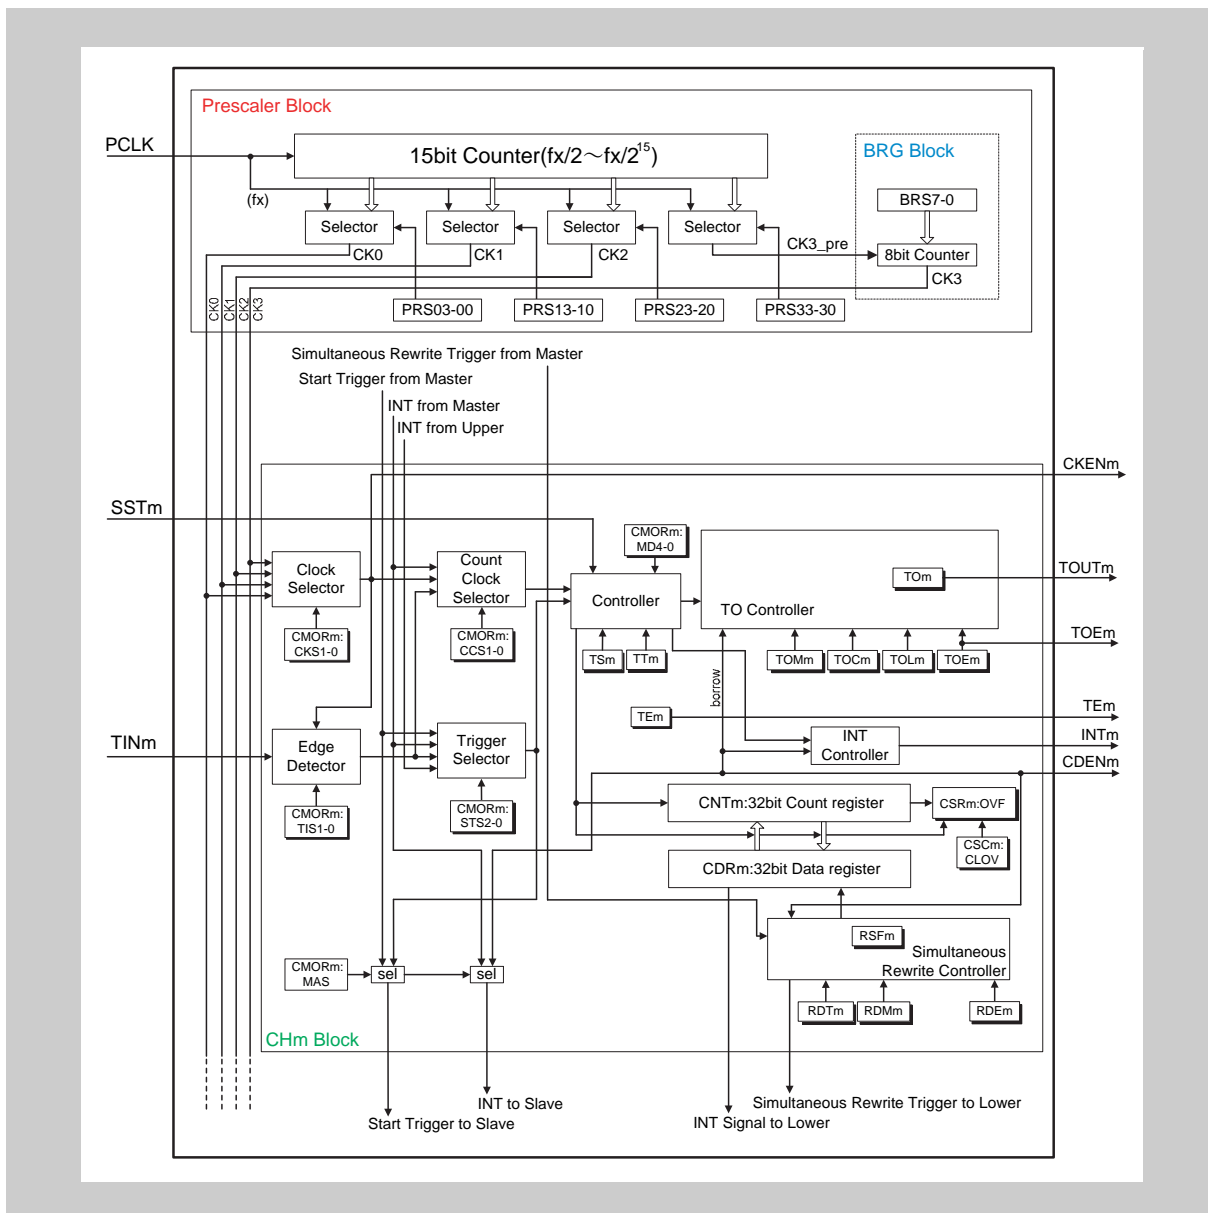 Prescaler Block
PCLK
15bit Counter(fx/2～fx/2^15)
BRG Block
(fx)
BRS7-0
Selector
Selector
Selector
Selector
CK3_pre
8bit Counter
CK0
CK1
CK2
CK3
CK0
CK1
CK2
CK3
PRS03-00
PRS13-10
PRS23-20
PRS33-30
Simultaneous Rewrite Trigger from Master
Start Trigger from Master
INT from Master
INT from Upper
CKENm
SSTm
CMORm:
MD4-0
Clock
Selector
Count
Clock
Selector
Controller
TOm
TOUTm
TO Controller
CMORm:
CKS1-0
CMORm:
CCS1-0
TSm
TTm
TOMm
TOCm
TOLm
TOEm
TOEm
borrow
TEm
TEm
TINm
Edge
Detector
Trigger
Selector
INT
Controller
INTm
CDENm
CMORm:
TIS1-0
CMORm:
STS2-0
CNTm:32bit Count register
CSRm:OVF
CSCm:
CLOV
CDRm:32bit Data register
RSFm
Simultaneous
Rewrite Controller
CMORm:
MAS
sel
sel
RDTm
RDMm
RDEm
CHm Block
INT to Slave
Start Trigger to Slave
Simultaneous Rewrite Trigger to Lower
INT Signal to Lower